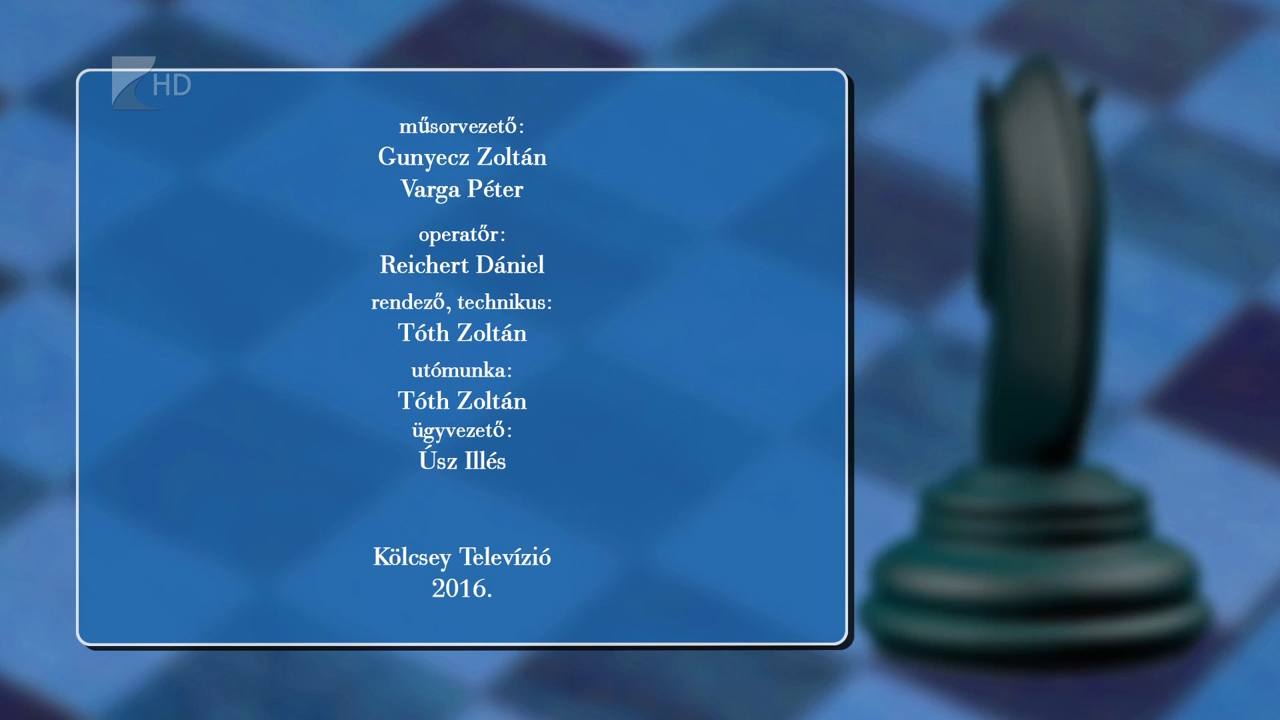 HD
műsorvezető:
Gunyecz Zoltán
Varga Péter
operatőr:
Reichert Dániel
rendező, technikus:
Tóth Zoltán
utómunka:
Tóth Zoltán
ügyvezető:
Úsz Illés
Kölcsey Televízió
2016.